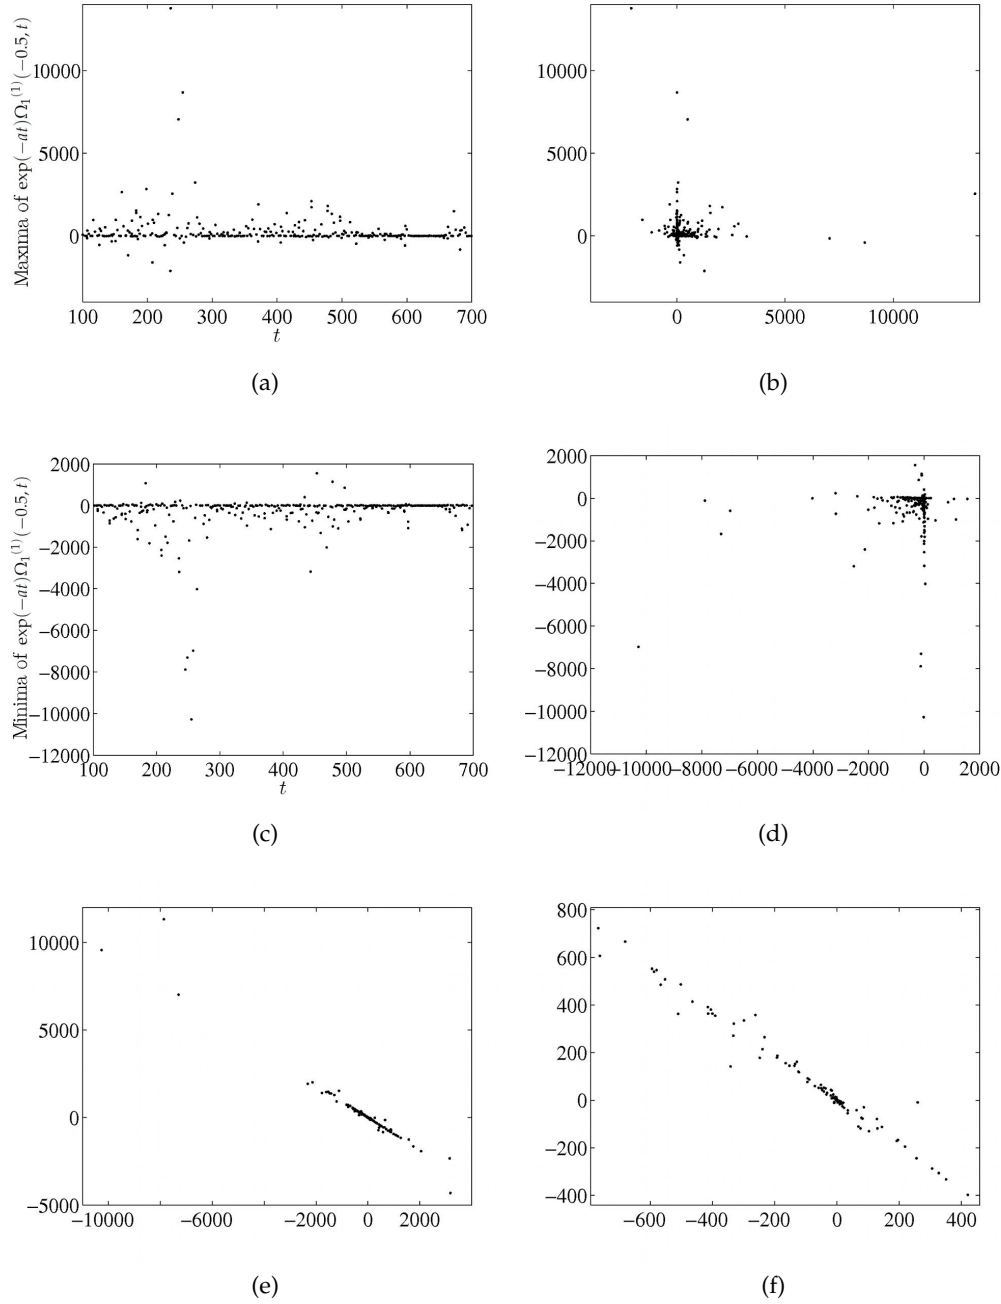 Maxima of exp(−at)Ω₁⁽¹⁾(−0.5, t)
10000
5000
0
100 200 300 400 500 600 700
t
(a)
10000
5000
0
0 5000 10000
(b)
Minima of exp(−at)Ω₁⁽¹⁾(−0.5, t)
2000
0
−2000
−4000
−6000
−8000
−10000
−12000
100 200 300 400 500 600 700
t
(c)
2000
0
−2000
−4000
−6000
−8000
−10000
−12000
−12000 −10000 −8000 −6000 −4000 −2000 0 2000
(d)
10000
5000
0
−5000
−10000 −6000 −2000 0 2000
(e)
800
600
400
200
0
−200
−400
−600 −400 −200 0 200 400
(f)